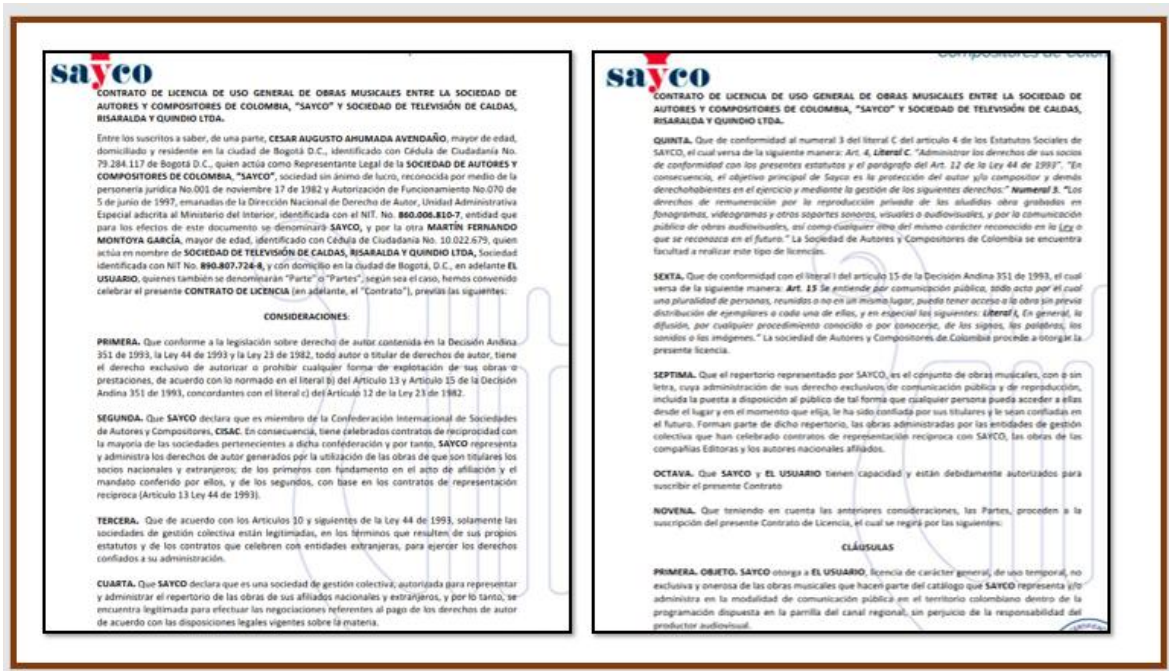 sayco
CONTRATO DE LICENCIA DE USO GENERAL DE OBRAS MUSICALES ENTRE LA SOCIEDAD DE
AUTORES Y COMPOSITORES DE COLOMBIA, "SAYCO" Y SOCIEDAD DE TELEVISIÓN DE CALDAS,
RISARALDA Y QUINDIO LTDA.
Entre los suscritos a saber, de una parte, CESAR AUGUSTO AHUMADA AVENDAÑO, mayor de edad,
domiciliado y residente en la ciudad de Bogotá D.C., identificado con Cédula de Ciudadanía No.
79.284.117 de Bogotá D.C., quien actúa como Representante Legal de la SOCIEDAD DE AUTORES Y
COMPOSITORES DE COLOMBIA, "SAYCO", sociedad sin ánimo de lucro, reconocida por medio de la
personería jurídica No.001 de noviembre 17 de 1982 y Autorización de Funcionamiento No.070 de
5 de junio de 1997, emanadas de la Dirección Nacional de Derecho de Autor, Unidad Administrativa
Especial adscrita al Ministerio del Interior, identificada con el NIT. No. 860.006.810-7, entidad que
para los efectos de este documento se denominará SAYCO, y por la otra MARTÍN FERNANDO
MONTOYA GARCÍA, mayor de edad, identificado con Cédula de Ciudadanía No. 10.022.679, quien
actúa en nombre de SOCIEDAD DE TELEVISIÓN DE CALDAS, RISARALDA Y QUINDIO LTDA, Sociedad
identificada con NIT No. 890.807.724-8, y con domicilio en la ciudad de Bogotá, D.C., en adelante EL
USUARIO, quienes también se denominarán "Parte" o "Partes", según sea el caso, hemos convenido
celebrar el presente CONTRATO DE LICENCIA (en adelante, el "Contrato"), previas las siguientes:
CONSIDERACIONES:
PRIMERA. Que conforme a la legislación sobre derecho de autor contenida en la Decisión Andina
351 de 1993, la Ley 44 de 1993 y la Ley 23 de 1982, todo autor o titular de derechos de autor, tiene
el derecho exclusivo de autorizar o prohibir cualquier forma de explotación de sus obras o
prestaciones, de acuerdo con lo normado en el literal b) del Artículo 13 y Artículo 15 de la Decisión
Andina 351 de 1993, concordantes con el literal c) del Artículo 12 de la Ley 23 de 1982.
SEGUNDA. Que SAYCO declara que es miembro de la Confederación Internacional de Sociedades
de Autores y Compositores, CISAC. En consecuencia, tiene celebrados contratos de reciprocidad con
la mayoría de las sociedades pertenecientes a dicha confederación y por tanto, SAYCO representa
y administra los derechos de autor generados por la utilización de las obras de que son titulares los
socios nacionales y extranjeros; de los primeros con fundamento en el acto de afiliación y el
mandato conferido por ellos, y de los segundos, con base en los contratos de representación
recíproca (Artículo 13 Ley 44 de 1993).
TERCERA. Que de acuerdo con los Artículos 10 y siguientes de la Ley 44 de 1993, solamente las
sociedades de gestión colectiva están legitimadas, en los términos que resulten de sus propios
estatutos y de los contratos que celebren con entidades extranjeras, para ejercer los derechos
confiados a su administración.
CUARTA. Que SAYCO declara que es una sociedad de gestión colectiva, autorizada para representar
y administrar el repertorio de las obras de sus afiliados nacionales y extranjeros, y por lo tanto, se
encuentra legitimada para efectuar las negociaciones referentes al pago de los derechos de autor
de acuerdo con las disposiciones legales vigentes sobre la materia.
sayco
CONTRATO DE LICENCIA DE USO GENERAL DE OBRAS MUSICALES ENTRE LA SOCIEDAD DE
AUTORES Y COMPOSITORES DE COLOMBIA, "SAYCO" Y SOCIEDAD DE TELEVISIÓN DE CALDAS,
RISARALDA Y QUINDIO LTDA.
QUINTA. Que de conformidad al numeral 3 del literal C del artículo 4 de los Estatutos Sociales de
SAYCO, el cual versa de la siguiente manera: Art. 4, Literal C. "Administrar los derechos de sus socios
de conformidad con los presentes estatutos y el parágrafo del Art. 12 de la Ley 44 de 1993". "En
consecuencia, el objetivo principal de Sayco es la protección del autor y/o compositor y demás
derechohabientes en el ejercicio y mediante la gestión de los siguientes derechos:" Numeral 3. "Los
derechos de remuneración por la reproducción privada de las aludidas obra grabadas en
fonogramas, videogramas y otros soportes sonoros, visuales o audiovisuales, y por la comunicación
pública de obras audiovisuales, así como cualquier otro del mismo carácter reconocido en la Ley o
que se reconozca en el futuro." La Sociedad de Autores y Compositores de Colombia se encuentra
facultad a realizar este tipo de licencias.
SEXTA. Que de conformidad con el literal I del artículo 15 de la Decisión Andina 351 de 1993, el cual
versa de la siguiente manera: Art. 15 Se entiende por comunicación pública, todo acto por el cual
una pluralidad de personas, reunidas o no en un mismo lugar, pueda tener acceso a la obra sin previa
distribución de ejemplares a cada una de ellas, y en especial las siguientes: Literal I, En general, la
difusión, por cualquier procedimiento conocido o por conocerse, de los signos, las palabras, los
sonidos o las imágenes." La sociedad de Autores y Compositores de Colombia procede a otorgar la
presente licencia.
SEPTIMA. Que el repertorio representado por SAYCO, es el conjunto de obras musicales, con o sin
letra, cuya administración de sus derecho exclusivos de comunicación pública y de reproducción,
incluida la puesta a disposición al público de tal forma que cualquier persona pueda acceder a ellas
desde el lugar y en el momento que elija, le ha sido confiada por sus titulares y le sean confiadas en
el futuro. Forman parte de dicho repertorio, las obras administradas por las entidades de gestión
colectiva que han celebrado contratos de representación recíproca con SAYCO, las obras de las
compañías Editoras y los autores nacionales afiliados.
OCTAVA. Que SAYCO y EL USUARIO tienen capacidad y están debidamente autorizados para
suscribir el presente Contrato
NOVENA. Que teniendo en cuenta las anteriores consideraciones, las Partes, proceden a la
suscripción del presente Contrato de Licencia, el cual se regirá por las siguientes:
CLÁUSULAS
PRIMERA. OBJETO. SAYCO otorga a EL USUARIO, licencia de carácter general, de uso temporal, no
exclusiva y onerosa de las obras musicales que hacen parte del catálogo que SAYCO representa y/o
administra en la modalidad de comunicación pública en el territorio colombiano dentro de la
programación dispuesta en la parrilla del canal regional, sin perjuicio de la responsabilidad del
productor audiovisual.